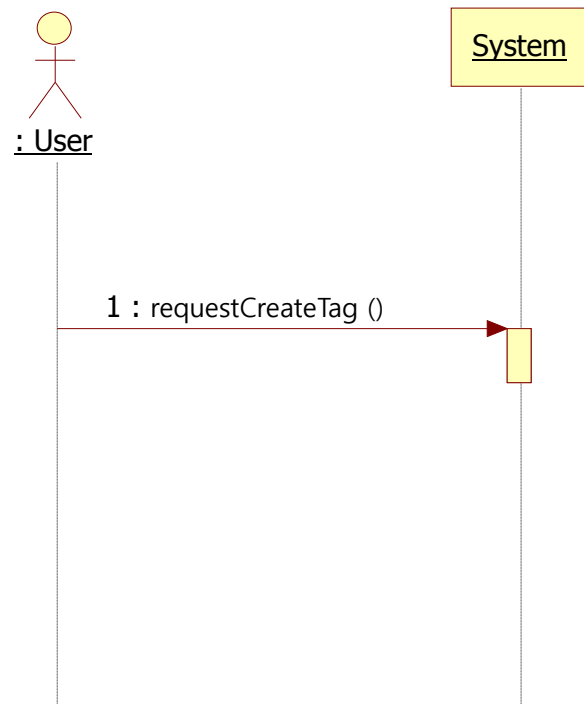 System
: User
1 : requestCreateTag ()